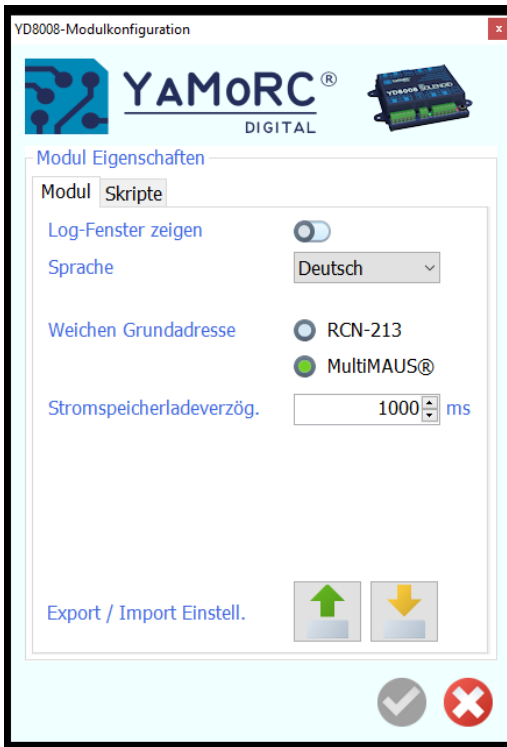 YD8008-Modulkonfiguration
x
YAMoRC®
DIGITAL
YD8008 SOLENOID
Modul Eigenschaften
Modul Skripte
Log-Fenster zeigen
Sprache Deutsch
Weichen Grundadresse RCN-213
MultiMAUS®
Stromspeicherladeverzög. 1000 ms
Export / Import Einstell.